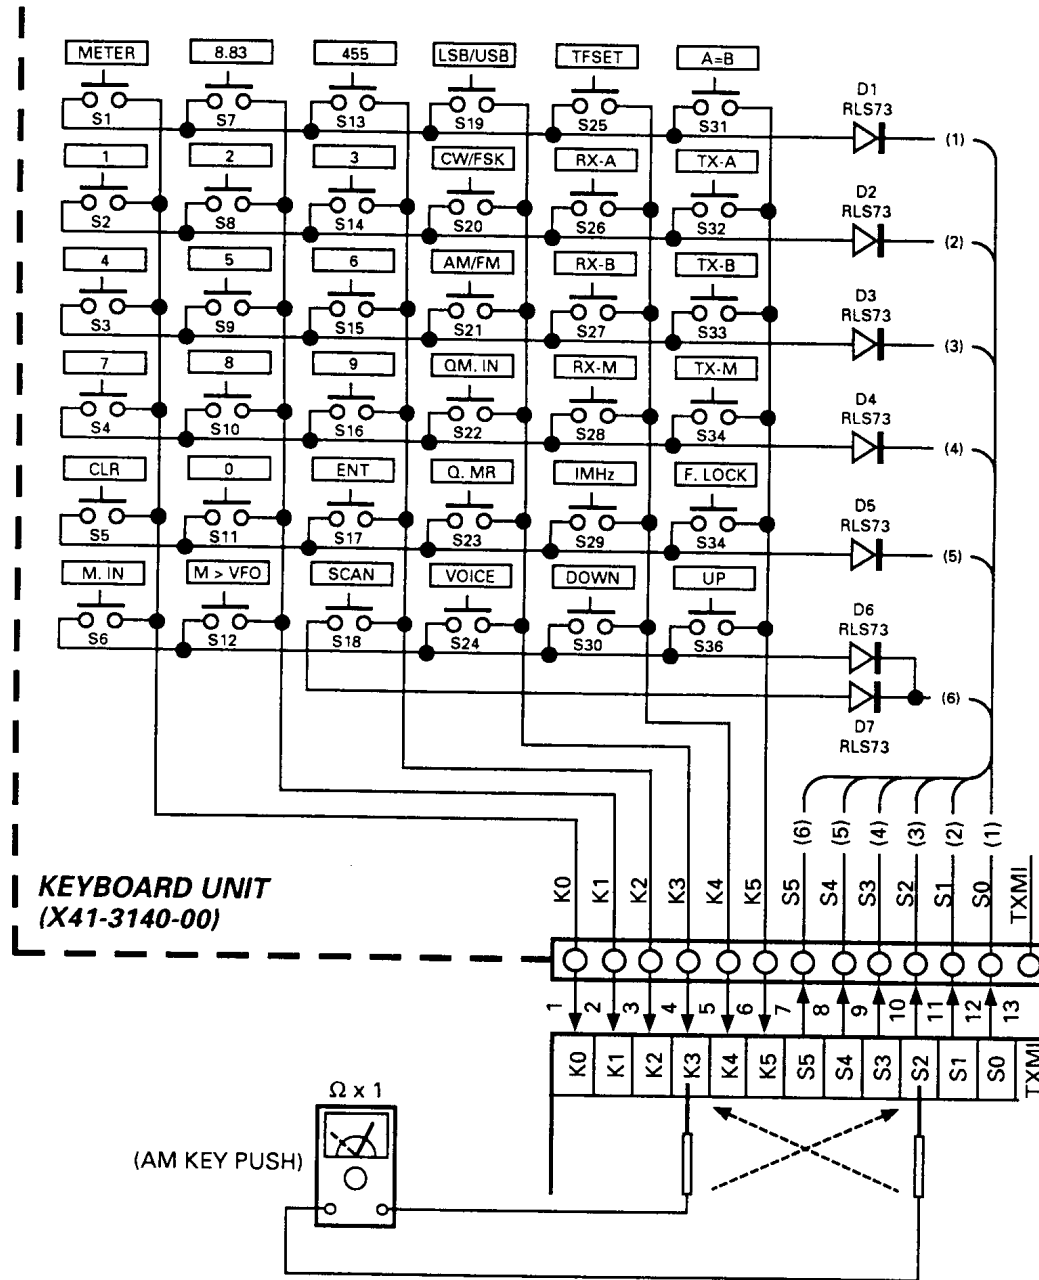 METER 8.83 455 LSB/USB TFSET A=B
D1
RLS73
S1 S7 S13 S19 S25 S31
(1)
1 2 3 CW/FSK RX-A TX-A
D2
RLS73
S2 S8 S14 S20 S26 S32
(2)
4 5 6 AM/FM RX-B TX-B
D3
RLS73
S3 S9 S15 S21 S27 S33
(3)
7 8 9 QM. IN RX-M TX-M
D4
RLS73
S4 S10 S16 S22 S28 S34
(4)
CLR 0 ENT Q. MR IMHz F. LOCK
D5
RLS73
S5 S11 S17 S23 S29 S34
(5)
M. IN M > VFO SCAN VOICE DOWN UP
D6
RLS73
S6 S12 S18 S24 S30 S36
(6)
D7
RLS73
(6) (5) (4) (3) (2) (1)
KEYBOARD UNIT
(X41-3140-00)
K0 K1 K2 K3 K4 K5 S5 S4 S3 S2 S1 S0 TXMI
1 2 3 4 5 6 7 8 9 10 11 12 13
K0 K1 K2 K3 K4 K5 S5 S4 S3 S2 S1 S0 TXMI
Ω x 1
(AM KEY PUSH)